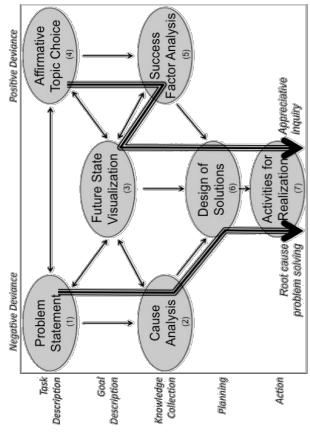 Negative Deviance
Positive Deviance
Task
Description
Problem
Statement
(1)
Affirmative
Topic Choice
(4)
Goal
Description
Future State
Visualization
(3)
Knowledge
Collection
Cause
Analysis
(2)
Success
Factor Analysis
(5)
Planning
Design of
Solutions
(6)
Action
Activities for
Realization
(7)
Root cause
problem solving
Appreciative
Inquiry